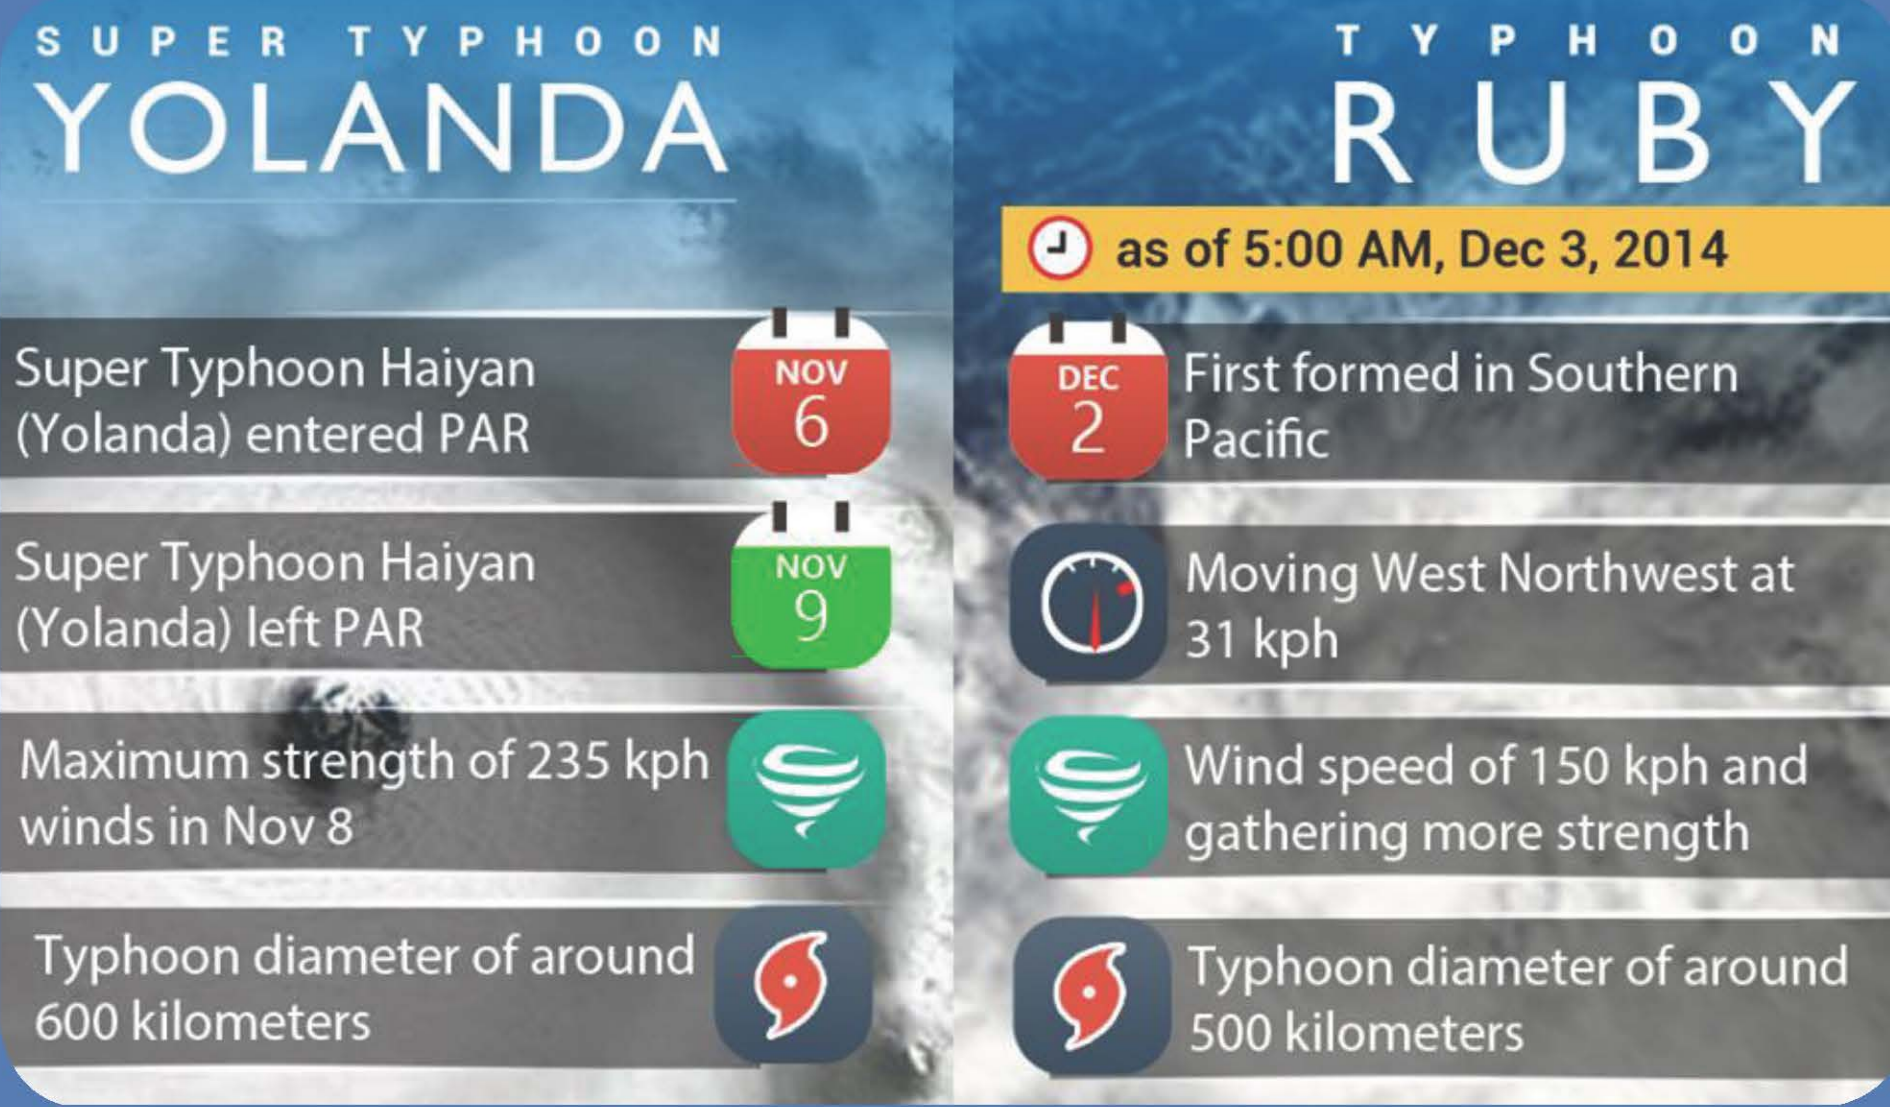 SUPER TYPHOON
YOLANDA
Super Typhoon Haiyan
(Yolanda) entered PAR
NOV
6
Super Typhoon Haiyan
(Yolanda) left PAR
NOV
9
Maximum strength of 235 kph
winds in Nov 8
Typhoon diameter of around
600 kilometers
TYPHOON
RUBY
as of 5:00 AM, Dec 3, 2014
DEC
2
First formed in Southern
Pacific
Moving West Northwest at
31 kph
Wind speed of 150 kph and
gathering more strength
Typhoon diameter of around
500 kilometers